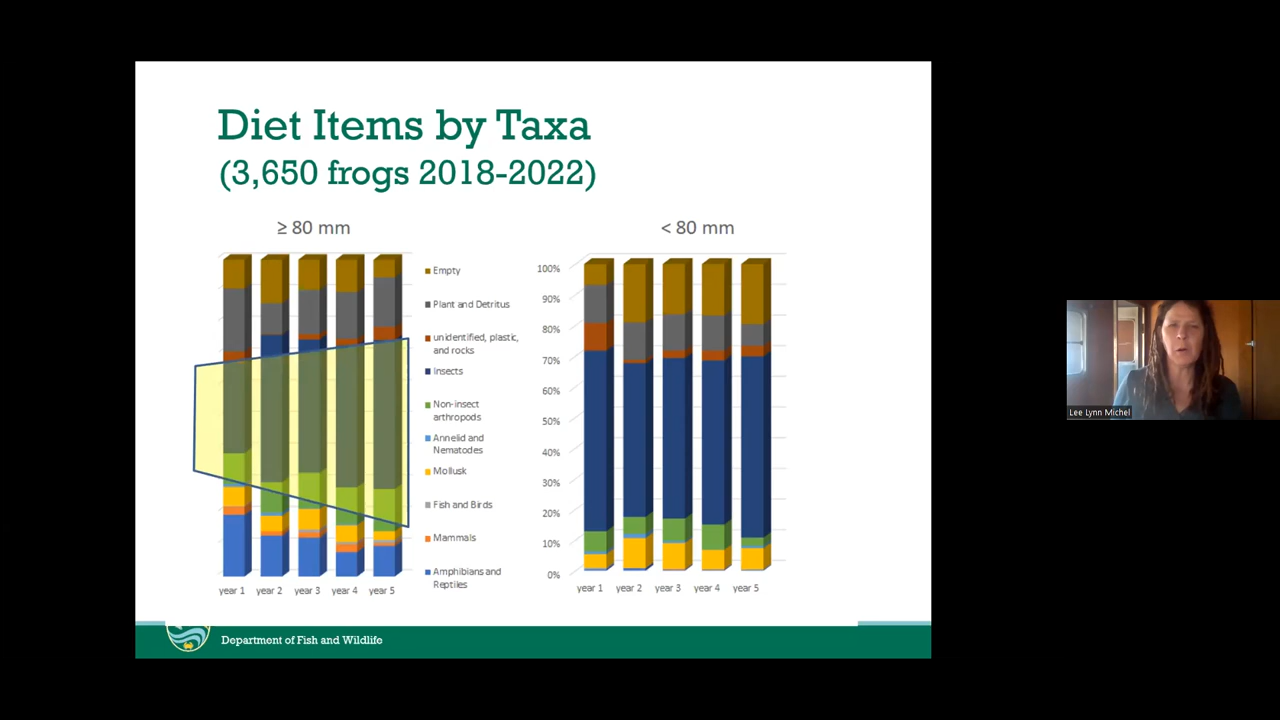 Diet Items by Taxa
(3,650 frogs 2018-2022)
≥ 80 mm
< 80 mm
Empty
Plant and Detritus
unidentified, plastic,
and rocks
Insects
Non-insect
arthropods
Annelid and
Nematodes
Mollusk
Fish and Birds
Mammals
Amphibians and
Reptiles
year 1 year 2 year 3 year 4 year 5
100%
90%
80%
70%
60%
50%
40%
30%
20%
10%
0%
year 1 year 2 year 3 year 4 year 5
Department of Fish and Wildlife
Lee Lynn Michel